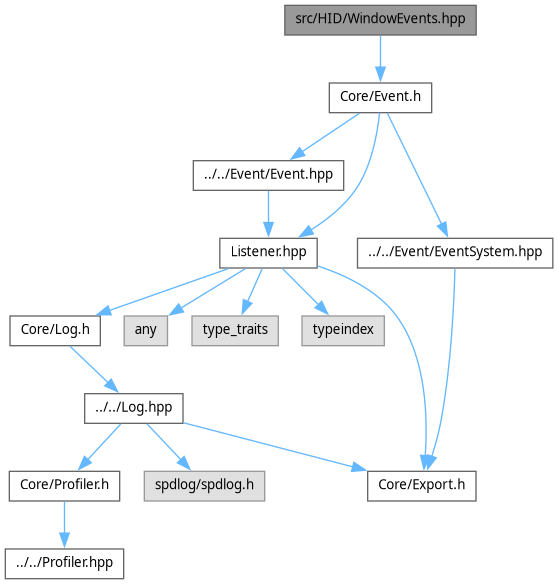 src/HID/WindowEvents.hpp
Core/Event.h
../../Event/Event.hpp
Listener.hpp
../../Event/EventSystem.hpp
Core/Log.h
any
type_traits
typeindex
../../Log.hpp
Core/Profiler.h
spdlog/spdlog.h
Core/Export.h
../../Profiler.hpp